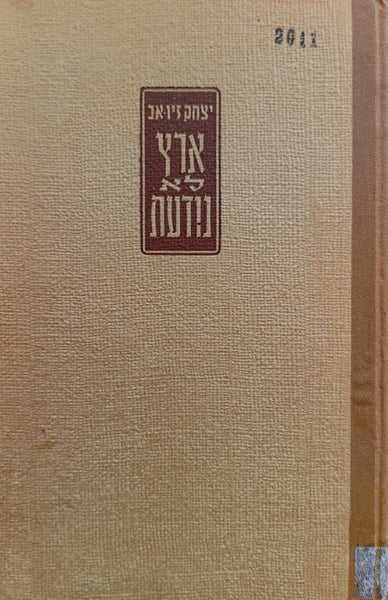 2011
יצחק זיו-אב
ארץ
לא
נודעת